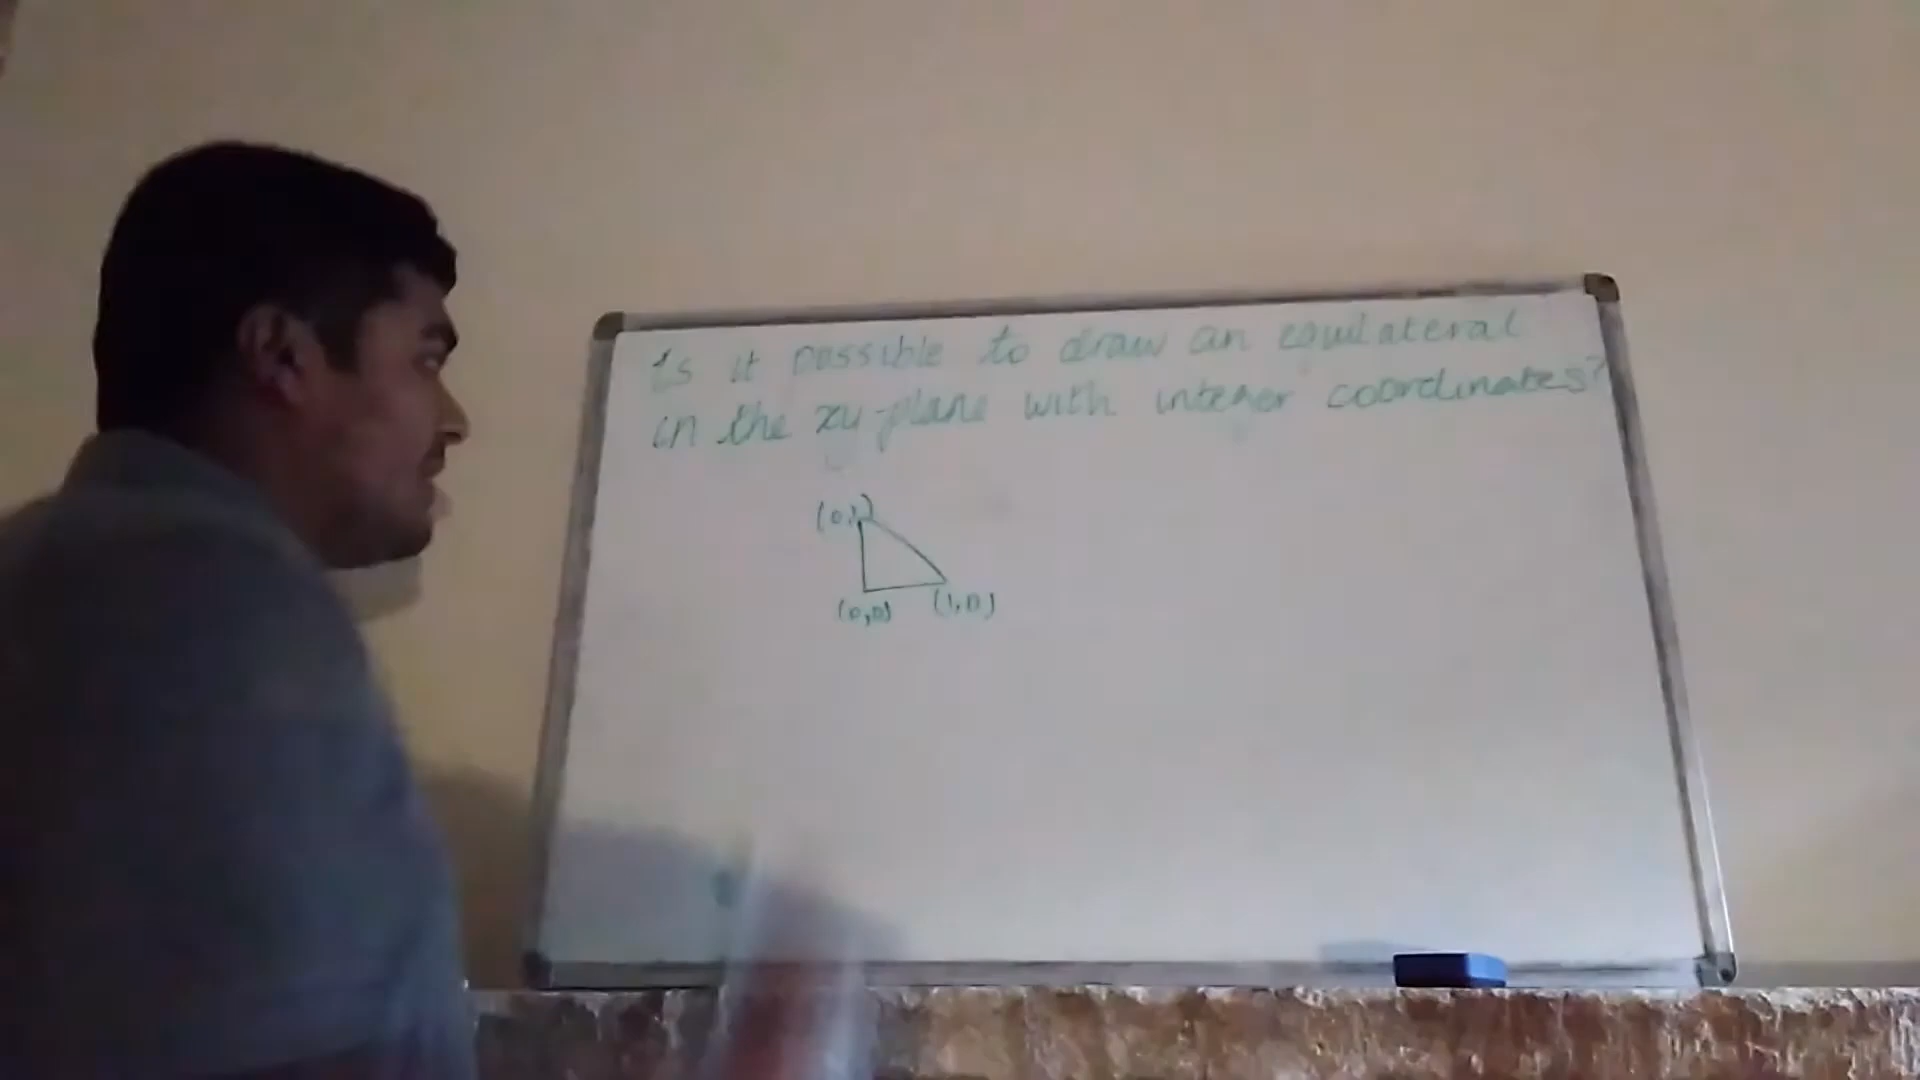 Is it possible to draw an equilateral
in the xy-plane with integer coordinates?
(0,1)
(0,0) (1,0)